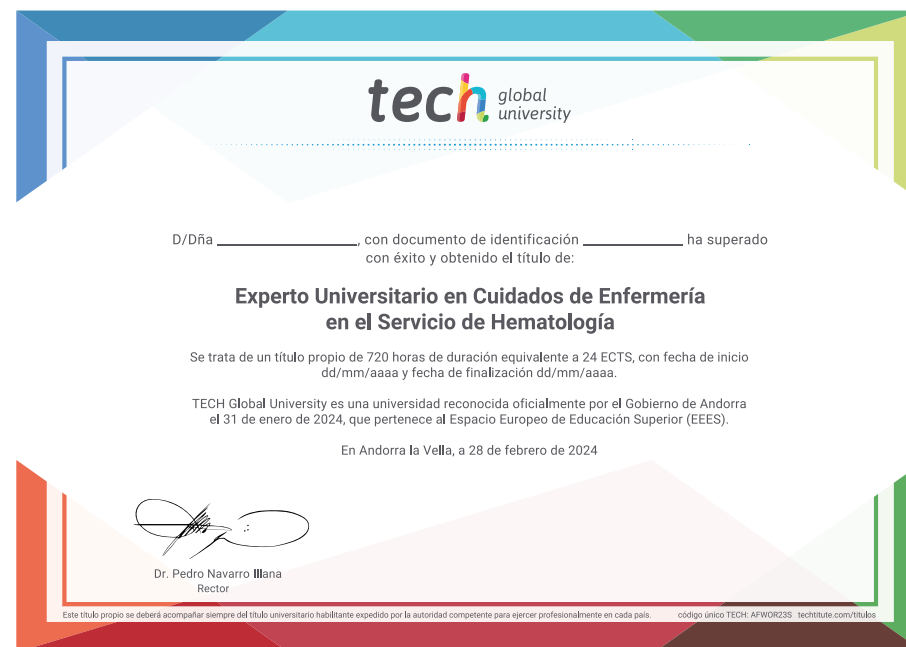 tech global university
D/Dña ________________, con documento de identificación ____________ ha superado
con éxito y obtenido el título de:
Experto Universitario en Cuidados de Enfermería
en el Servicio de Hematología
Se trata de un título propio de 720 horas de duración equivalente a 24 ECTS, con fecha de inicio
dd/mm/aaaa y fecha de finalización dd/mm/aaaa.
TECH Global University es una universidad reconocida oficialmente por el Gobierno de Andorra
el 31 de enero de 2024, que pertenece al Espacio Europeo de Educación Superior (EEES).
En Andorra la Vella, a 28 de febrero de 2024
Dr. Pedro Navarro Illana
Rector
Este título propio se deberá acompañar siempre del título universitario habilitante expedido por la autoridad competente para ejercer profesionalmente en cada país. código único TECH: AFWOR23S techtitute.com/titulos